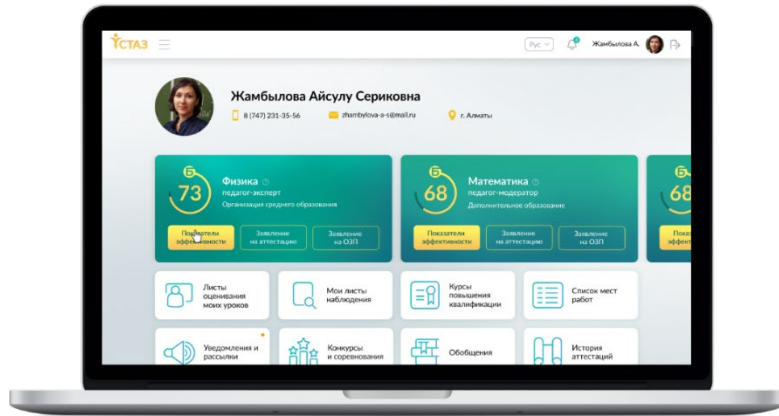 ҰСТАЗ
Рус
Жамбылова А.
Жамбылова Айсулу Сериковна
8 (747) 231-35-56
zhambylova-a-s@mail.ru
г. Алматы
Б
73
Физика
педагог-эксперт
Организация среднего образования
Показатели
эффективности
Заявление
на аттестацию
Заявление
на ОЗП
Б
68
Математика
педагог-модератор
Дополнительное образование
Показатели
эффективности
Заявление
на аттестацию
Заявление
на ОЗП
Б
68
Листы
оценивания
моих уроков
Мои листы
наблюдения
Курсы
повышения
квалификации
Список мест
работ
Уведомления и
рассылки
Конкурсы
и соревнования
Обобщения
История
аттестаций